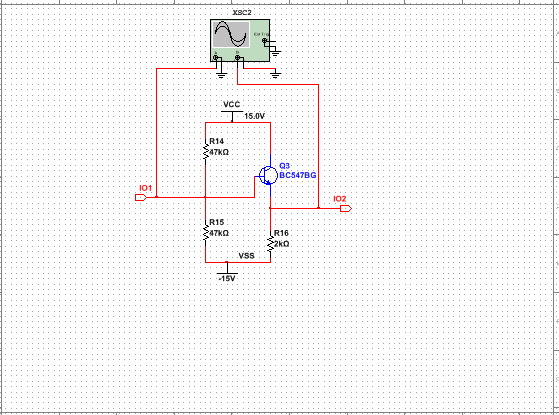 XSC2
Ext Trig
A
B
VCC
15.0V
R14
47kΩ
Q3
BC547BG
IO1
IO2
R15
47kΩ
R16
2kΩ
VSS
-15V